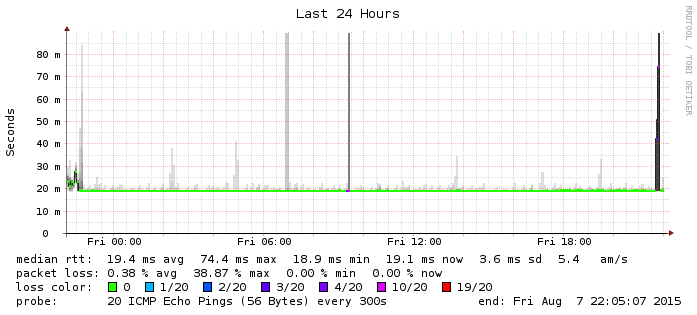 Last 24 Hours
RRDTOOL / TOBI OETIKER
Seconds
80 m
70 m
60 m
50 m
40 m
30 m
20 m
10 m
0
Fri 00:00 Fri 06:00 Fri 12:00 Fri 18:00
median rtt: 19.4 ms avg 74.4 ms max 18.9 ms min 19.1 ms now 3.6 ms sd 5.4 am/s
packet loss: 0.38 % avg 38.87 % max 0.00 % min 0.00 % now
loss color: 0 1/20 2/20 3/20 4/20 10/20 19/20
probe: 20 ICMP Echo Pings (56 Bytes) every 300s end: Fri Aug 7 22:05:07 2015